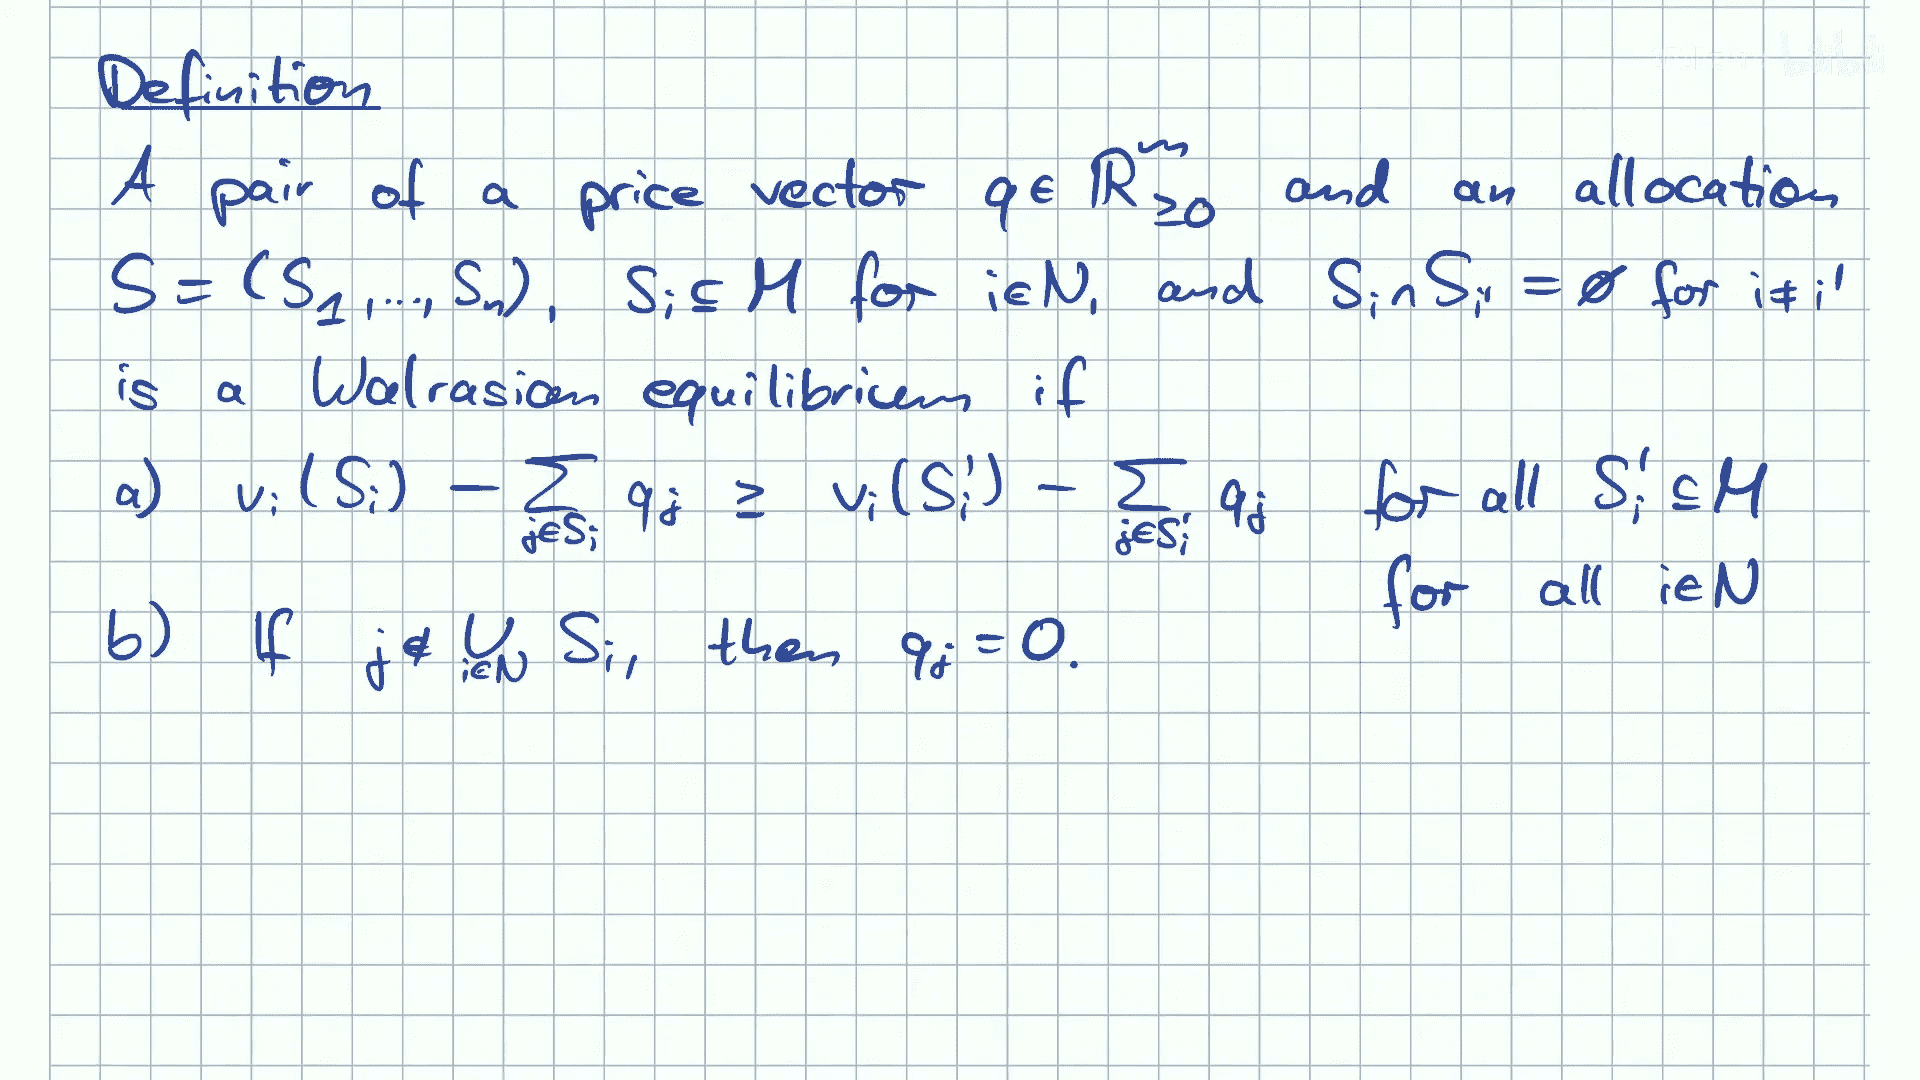 Definition
A pair of a price vector q ∈ ℝ^m_≥0 and an allocation
S = (S_1, ..., S_n), S_i ⊆ M for i ∈ N, and S_i ∩ S_i' = ∅ for i ≠ i'
is a Walrasian equilibrium if
a) v_i(S_i) − ∑_{j∈S_i} q_j ≥ v_i(S_i') − ∑_{j∈S_i'} q_j for all S_i' ⊆ M
for all i ∈ N
b) If j ∉ ⋃_{i∈N} S_i, then q_j = 0.